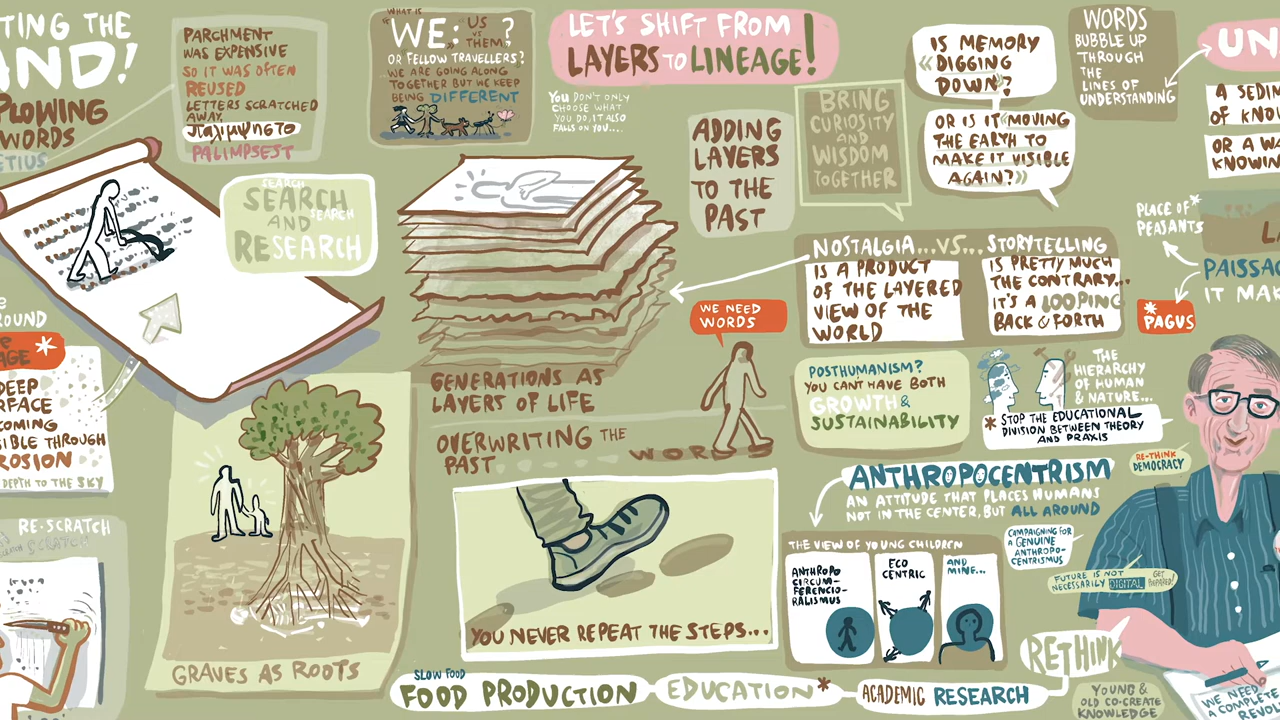 TING THE
AND!
PLOWING
WORDS
ETIUS
PARCHMENT
WAS EXPENSIVE
SO IT WAS OFTEN
REUSED
LETTERS SCRATCHED
AWAY.
PALIMPSEST
SEARCH
SEARCH
AND SEARCH
RESEARCH
WHAT IS
"WE: US VS THEM?"
OR FELLOW TRAVELLERS?
WE ARE GOING ALONG
TOGETHER BUT WE KEEP
BEING DIFFERENT
LET'S SHIFT FROM
LAYERS TO LINEAGE!
YOU DON'T ONLY
CHOOSE WHAT
YOU DO, IT ALSO
FALLS ON YOU....
ADDING
LAYERS
TO THE
PAST
BRING
CURIOSITY
AND
WISDOM
TOGETHER
IS MEMORY
«DIGGING
DOWN»?
OR IS IT «MOVING
THE EARTH TO
MAKE IT VISIBLE
AGAIN?»
WORDS
BUBBLE UP
THROUGH
THE
LINES OF
UNDERSTANDING
UN
A SEDIM
OF KNO
OR A WA
KNOWIN
PLACE OF*
PEASANTS
LA
PAISSAG
IT MAK
*PAGUS
NOSTALGIA...VS... STORYTELLING
IS A PRODUCT
OF THE LAYERED
VIEW OF THE
WORLD
IS PRETTY MUCH
THE CONTRARY...
IT'S A LOOPING
BACK & FORTH
WE NEED
WORDS
GENERATIONS AS
LAYERS OF LIFE
OVERWRITING THE
PAST
WORDS
ROUND
AGE*
DEEP
RFACE
COMING
SIBLE THROUGH
EROSION
DEPTH TO THE SKY
RE-SCRATCH
SCRATCH
GRAVES AS ROOTS
YOU NEVER REPEAT THE STEPS...
POSTHUMANISM?
YOU CAN'T HAVE BOTH
GROWTH &
SUSTAINABILITY
THE
HIERARCHY
OF HUMAN
& NATURE...
* STOP THE EDUCATIONAL
DIVISION BETWEEN THEORY
AND PRAXIS
RE-THINK
DEMOCRACY
ANTHROPOCENTRISM
AN ATTITUDE THAT PLACES HUMANS
NOT IN THE CENTER, BUT ALL AROUND
THE VIEW OF YOUNG CHILDREN
ANTHROPO
CIRCUM-
FERENCIO-
RALISMUS
ECO
CENTRIC
AND
MINE...
CAMPAIGNING FOR
A GENUINE
ANTHROPO-
CENTRISMUS
FUTURE IS NOT
NECESSARILY DIGITAL
GET
PREPARED!
RETHINK
SLOW FOOD
FOOD PRODUCTION
EDUCATION*
ACADEMIC RESEARCH
YOUNG &
OLD CO-CREATE
KNOWLEDGE
WE NEED
A COMPLETE
REVOL